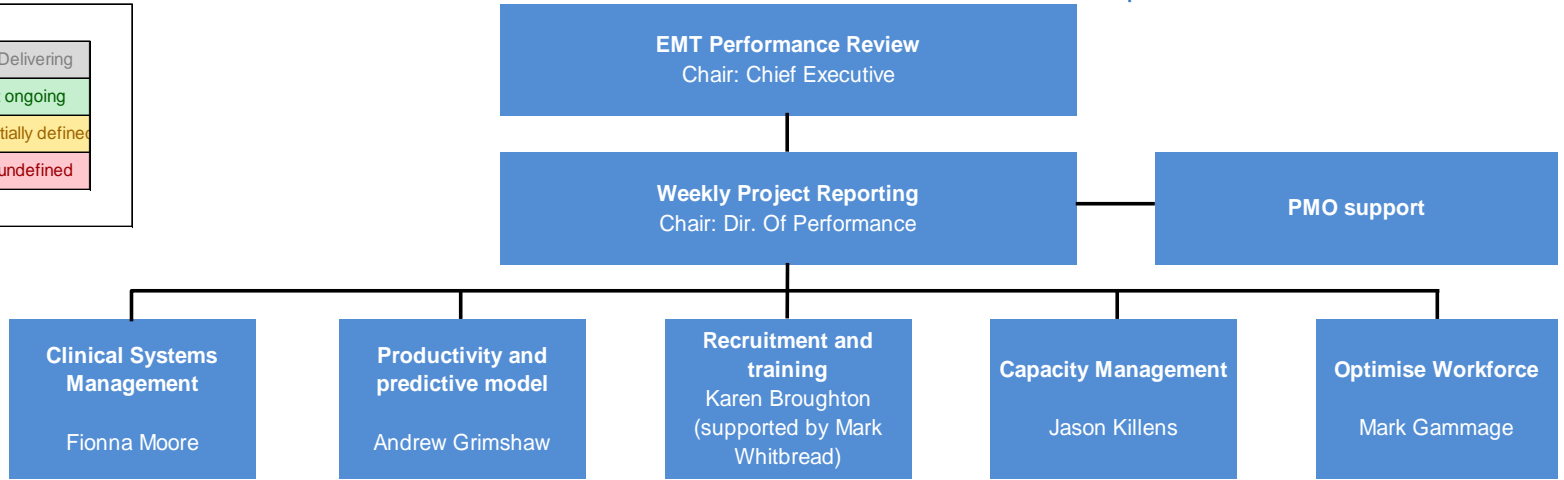 Delivering
ongoing
defined
undefined
EMT Performance Review
Chair: Chief Executive
Weekly Project Reporting
Chair: Dir. Of Performance
PMO support
Clinical Systems
Management
Fionna Moore
Productivity and
predictive model
Andrew Grimshaw
Recruitment and
training
Karen Broughton
(supported by Mark
Whitbread)
Capacity Management
Jason Killens
Optimise Workforce
Mark Gammage